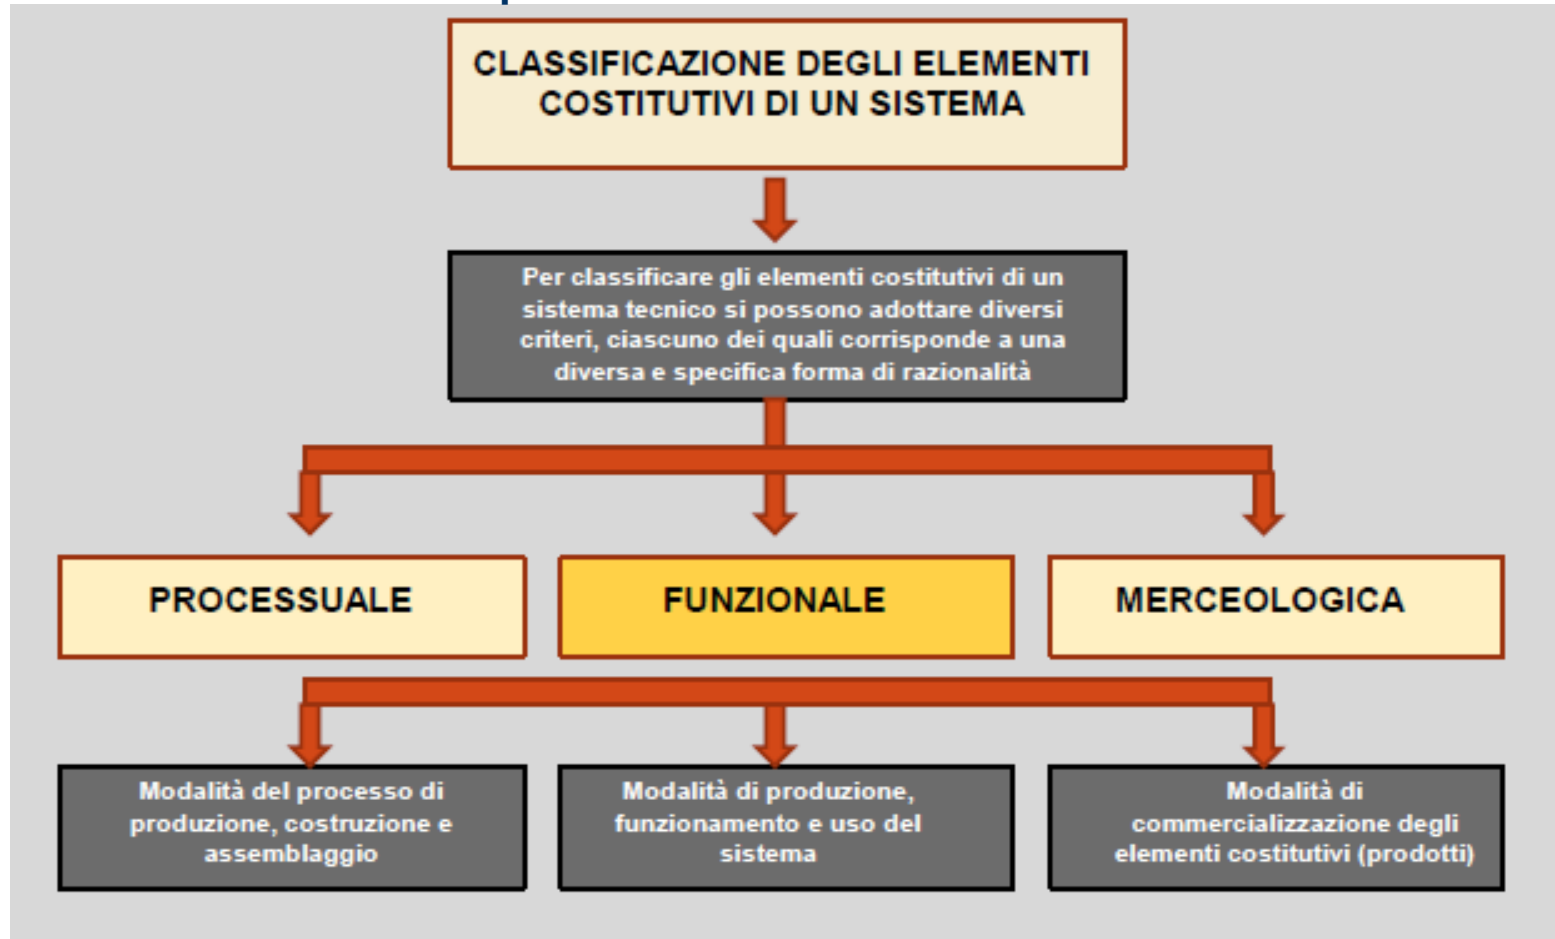 CLASSIFICAZIONE DEGLI ELEMENTI
COSTITUTIVI DI UN SISTEMA
Per classificare gli elementi costitutivi di un
sistema tecnico si possono adottare diversi
criteri, ciascuno dei quali corrisponde a una
diversa e specifica forma di razionalità
PROCESSUALE
FUNZIONALE
MERCEOLOGICA
Modalità del processo di
produzione, costruzione e
assemblaggio
Modalità di produzione,
funzionamento e uso del
sistema
Modalità di
commercializzazione degli
elementi costitutivi (prodotti)